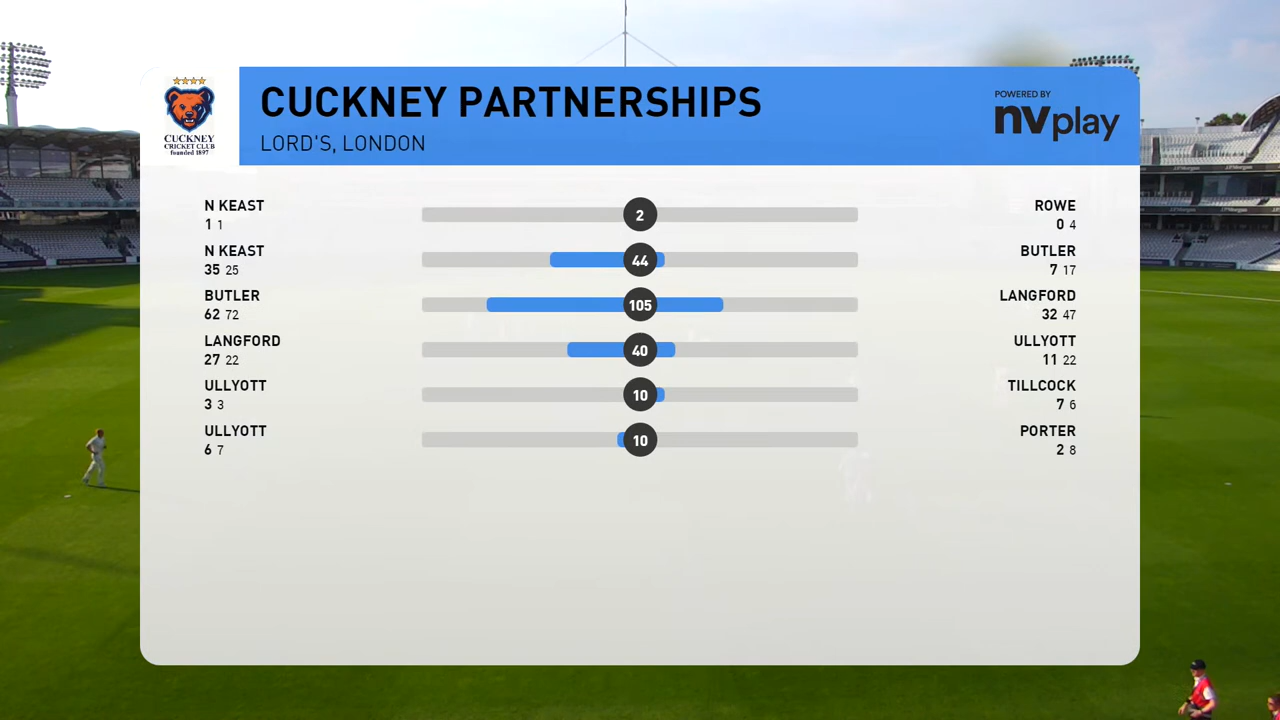 CUCKNEY PARTNERSHIPS
LORD'S, LONDON
POWERED BY
nvplay
CUCKNEY
CRICKET CLUB
founded 1897
N KEAST 2 ROWE
1 1 0 4
N KEAST 44 BUTLER
35 25 7 17
BUTLER 105 LANGFORD
62 72 32 47
LANGFORD 40 ULLYOTT
27 22 11 22
ULLYOTT 10 TILLCOCK
3 3 7 6
ULLYOTT 10 PORTER
6 7 2 8